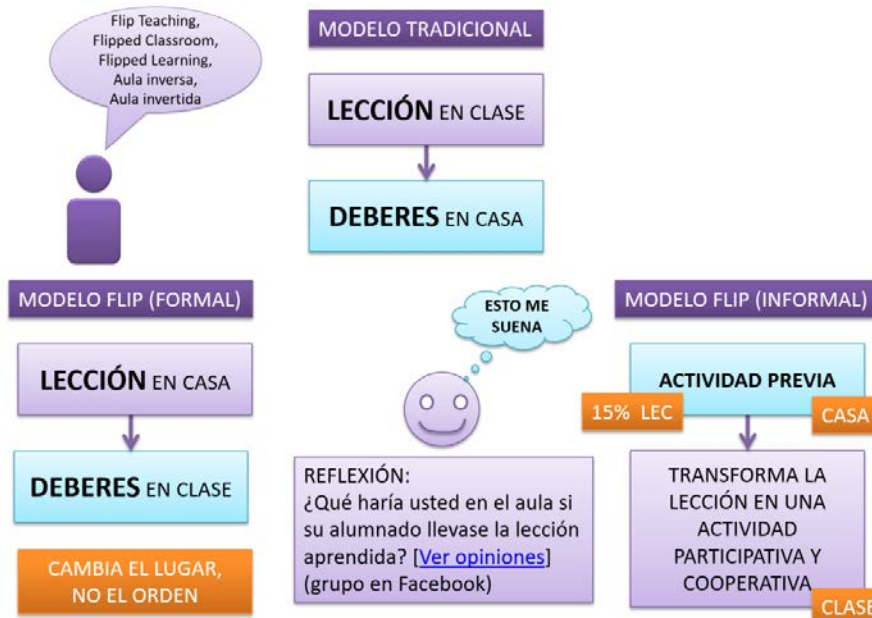 Flip Teaching,
Flipped Classroom,
Flipped Learning,
Aula inversa,
Aula invertida
MODELO TRADICIONAL
LECCIÓN EN CLASE
DEBERES EN CASA
MODELO FLIP (FORMAL)
LECCIÓN EN CASA
DEBERES EN CLASE
CAMBIA EL LUGAR,
NO EL ORDEN
ESTO ME
SUENA
REFLEXIÓN:
¿Qué haría usted en el aula si
su alumnado llevase la lección
aprendida? [Ver opiniones]
(grupo en Facebook)
MODELO FLIP (INFORMAL)
ACTIVIDAD PREVIA
15% LEC
CASA
TRANSFORMA LA
LECCIÓN EN UNA
ACTIVIDAD
PARTICIPATIVA Y
COOPERATIVA
CLASE